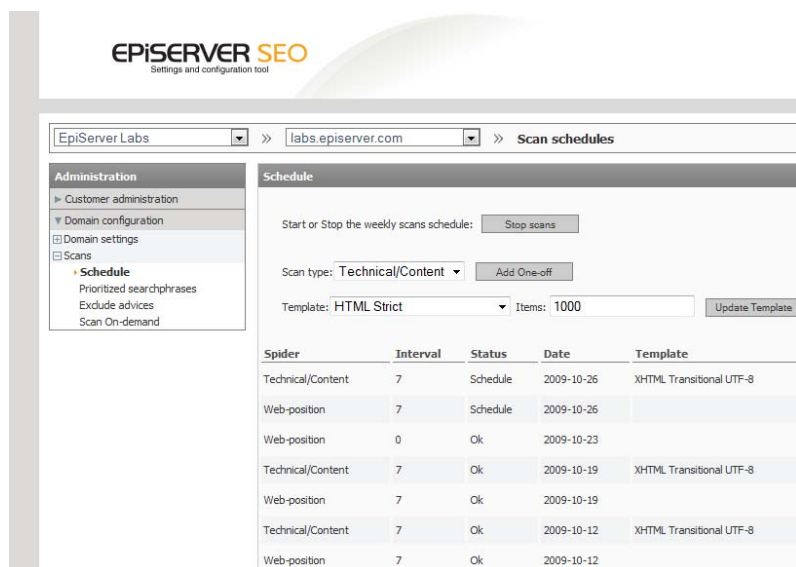 EPiSERVER SEO
Settings and configuration tool
EpiServer Labs » labs.episerver.com » Scan schedules
Administration
Customer administration
Domain configuration
Domain settings
Scans
Schedule
Prioritized searchphrases
Exclude advices
Scan On-demand
Schedule
Start or Stop the weekly scans schedule: Stop scans
Scan type: Technical/Content Add One-off
Template: HTML Strict Items: 1000 Update Template
Spider Interval Status Date Template
Technical/Content 7 Schedule 2009-10-26 XHTML Transitional UTF-8
Web-position 7 Schedule 2009-10-26
Web-position 0 Ok 2009-10-23
Technical/Content 7 Ok 2009-10-19 XHTML Transitional UTF-8
Web-position 7 Ok 2009-10-19
Technical/Content 7 Ok 2009-10-12 XHTML Transitional UTF-8
Web-position 7 Ok 2009-10-12